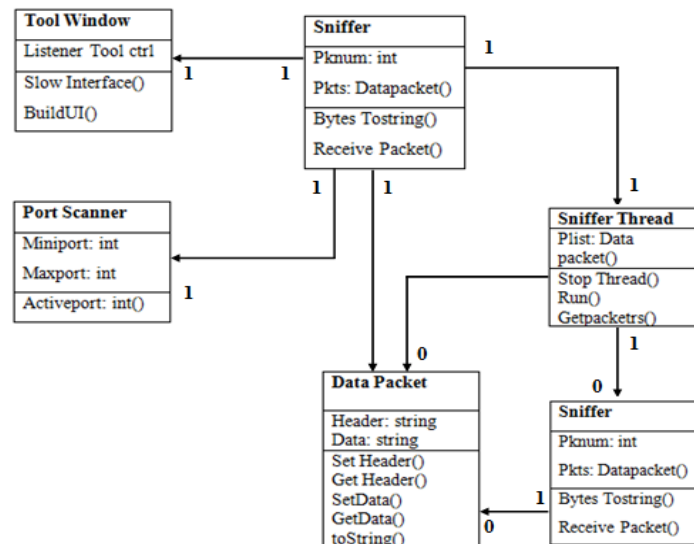 Tool Window
Listener Tool ctrl
Slow Interface()
BuildUI()
1
Sniffer
Pknum: int
Pkts: Datapacket()
Bytes Tostring()
Receive Packet()
1
1
1
1
Port Scanner
Miniport: int
Maxport: int
Activeport: int()
1
1
Sniffer Thread
Plist: Data
packet()
Stop Thread()
Run()
Getpacketrs()
1
0
0
Data Packet
Header: string
Data: string
Set Header()
Get Header()
SetData()
GetData()
toString()
Sniffer
Pknum: int
Pkts: Datapacket()
Bytes Tostring()
Receive Packet()
1
0